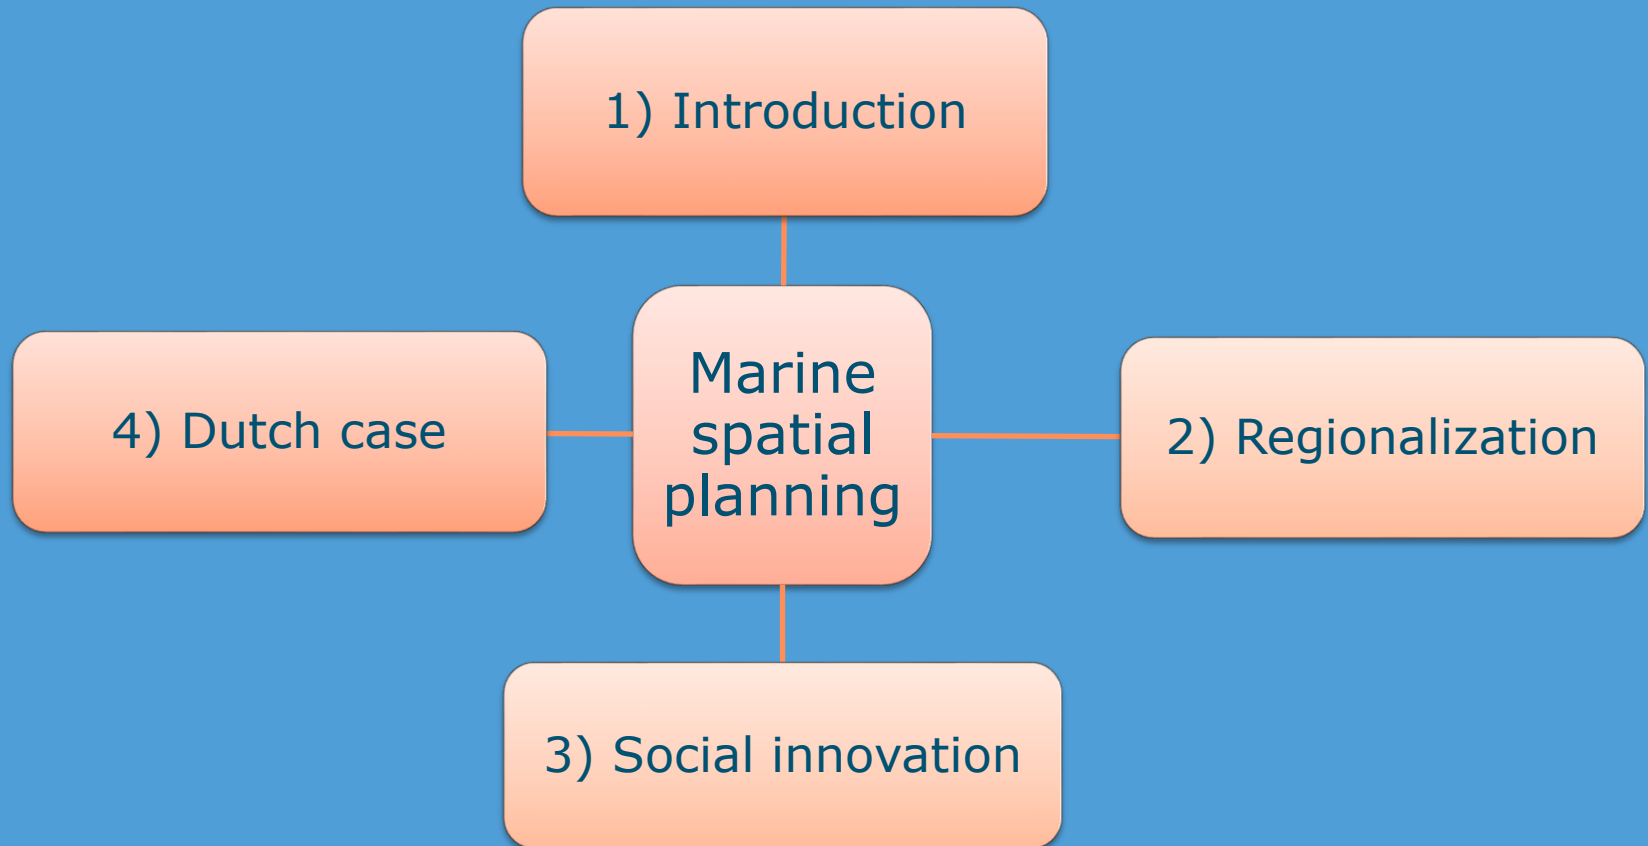 1) Introduction
Marine
spatial
planning
2) Regionalization
3) Social innovation
4) Dutch case